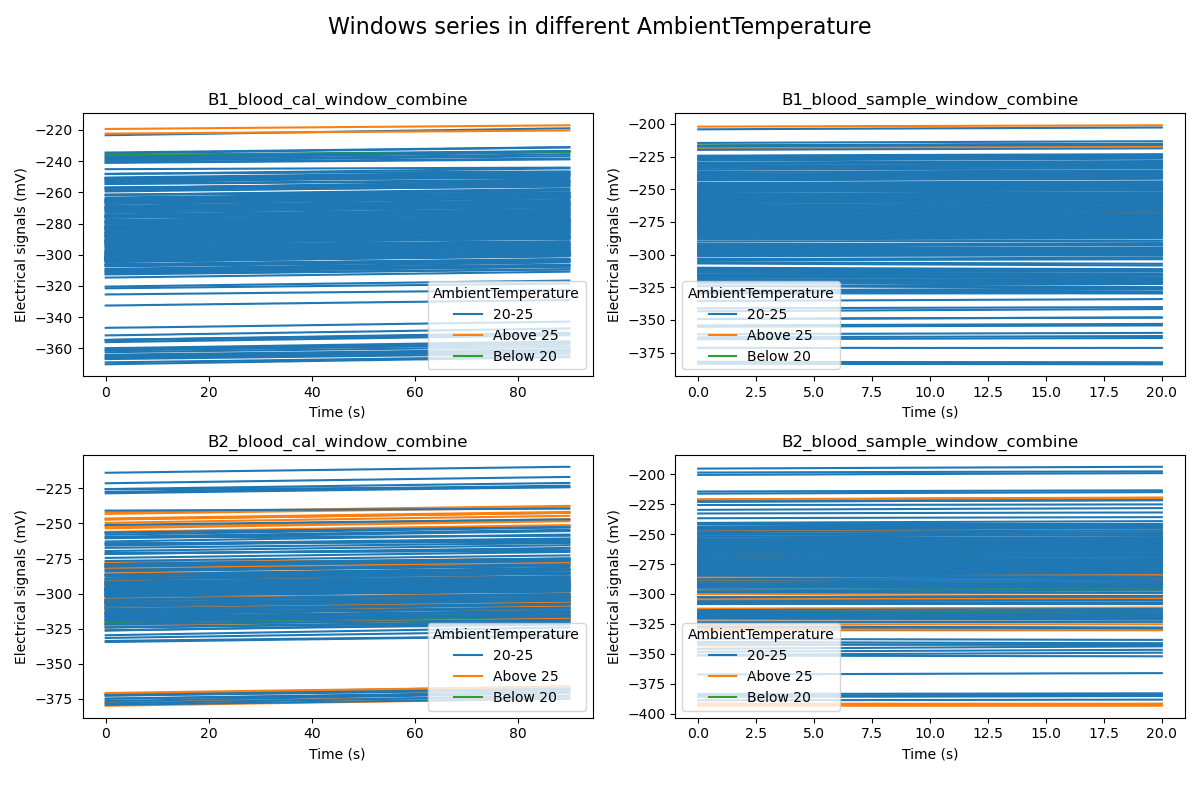 Windows series in different AmbientTemperature
B1_blood_cal_window_combine
Electrical signals (mV)
−220
−240
−260
−280
−300
−320
−340
−360
AmbientTemperature
20-25
Above 25
Below 20
0 20 40 60 80
Time (s)
B1_blood_sample_window_combine
Electrical signals (mV)
−200
−225
−250
−275
−300
−325
−350
−375
AmbientTemperature
20-25
Above 25
Below 20
0.0 2.5 5.0 7.5 10.0 12.5 15.0 17.5 20.0
Time (s)
B2_blood_cal_window_combine
Electrical signals (mV)
−225
−250
−275
−300
−325
−350
−375
AmbientTemperature
20-25
Above 25
Below 20
0 20 40 60 80
Time (s)
B2_blood_sample_window_combine
Electrical signals (mV)
−200
−225
−250
−275
−300
−325
−350
−375
−400
AmbientTemperature
20-25
Above 25
Below 20
0.0 2.5 5.0 7.5 10.0 12.5 15.0 17.5 20.0
Time (s)